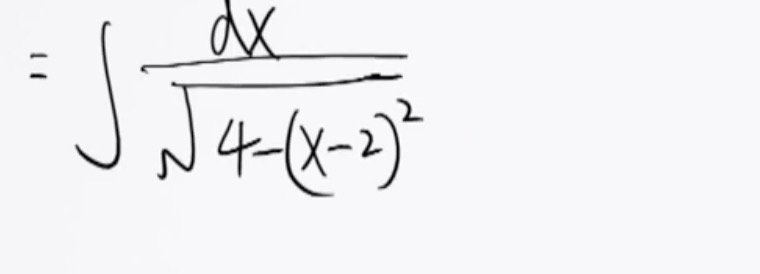 = ∫ dx / √(4-(x-2)²)